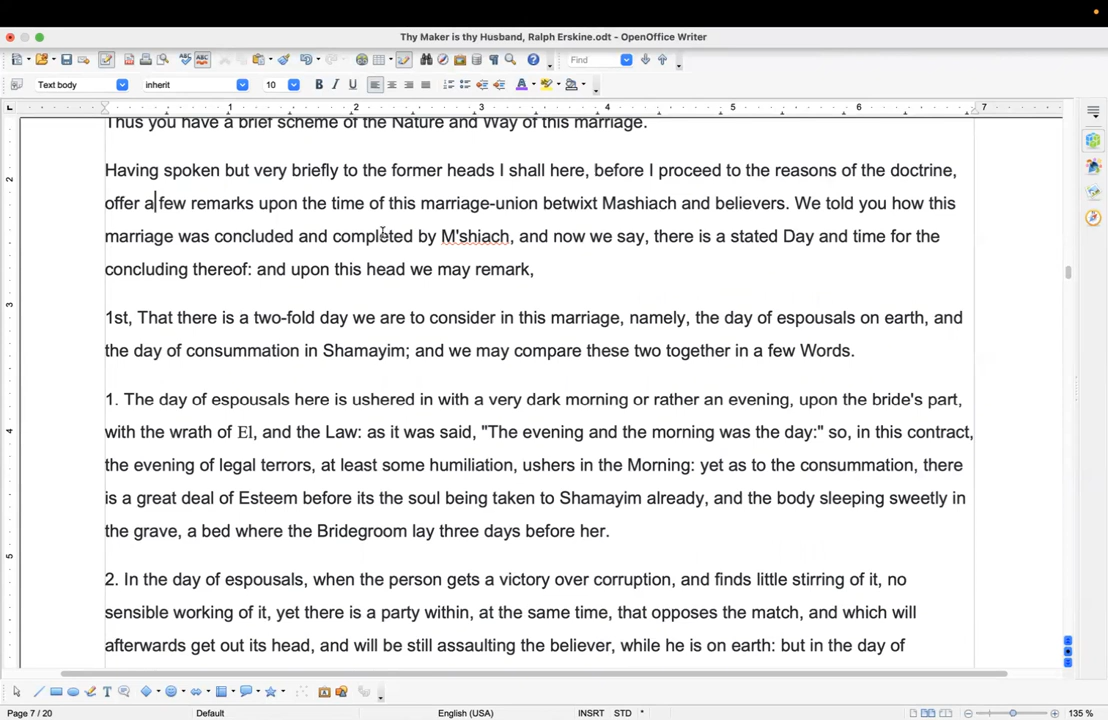 Thy Maker is thy Husband, Ralph Erskine.odt - OpenOffice Writer
Find
Text body
inherit
10
B I U
1 2 3 4 5 6 7
Thus you have a brief scheme of the Nature and Way of this marriage.
Having spoken but very briefly to the former heads I shall here, before I proceed to the reasons of the doctrine,
offer a few remarks upon the time of this marriage-union betwixt Mashiach and believers. We told you how this
marriage was concluded and completed by M'shiach, and now we say, there is a stated Day and time for the
concluding thereof: and upon this head we may remark,
1st, That there is a two-fold day we are to consider in this marriage, namely, the day of espousals on earth, and
the day of consummation in Shamayim; and we may compare these two together in a few Words.
1. The day of espousals here is ushered in with a very dark morning or rather an evening, upon the bride's part,
with the wrath of El, and the Law: as it was said, "The evening and the morning was the day:" so, in this contract,
the evening of legal terrors, at least some humiliation, ushers in the Morning: yet as to the consummation, there
is a great deal of Esteem before its the soul being taken to Shamayim already, and the body sleeping sweetly in
the grave, a bed where the Bridegroom lay three days before her.
2. In the day of espousals, when the person gets a victory over corruption, and finds little stirring of it, no
sensible working of it, yet there is a party within, at the same time, that opposes the match, and which will
afterwards get out its head, and will be still assaulting the believer, while he is on earth: but in the day of
2
3
4
5
Page 7 / 20
Default
English (USA)
INSRT
STD
*
135 %